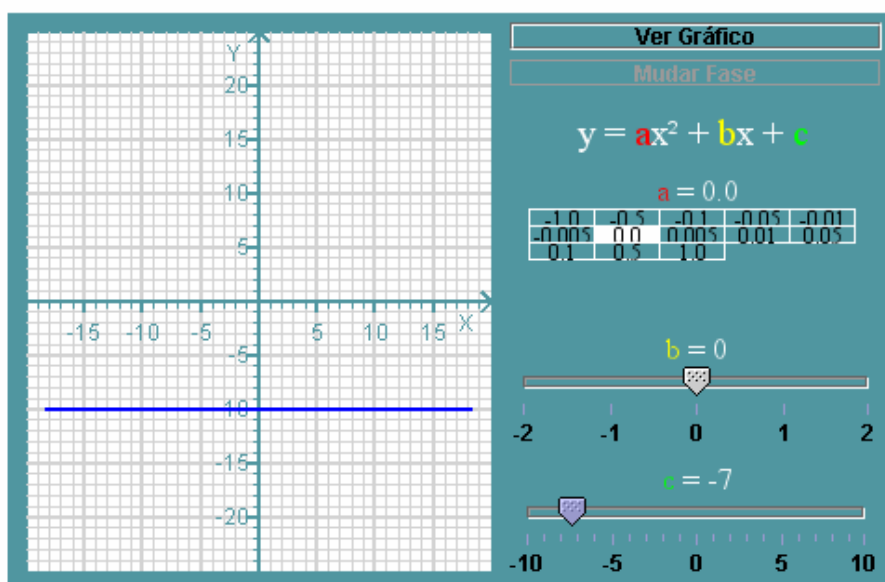 Ver Gráfico
Mudar Fase
y = ax² + bx + c
a = 0.0
-1.0 -0.5 -0.1 -0.05 -0.01
-0.005 0.0 0.005 0.01 0.05
0.1 0.5 1.0
b = 0
-2 -1 0 1 2
c = -7
-10 -5 0 5 10
Y
20
15
10
5
-15 -10 -5 5 10 15 X
-5
-10
-15
-20